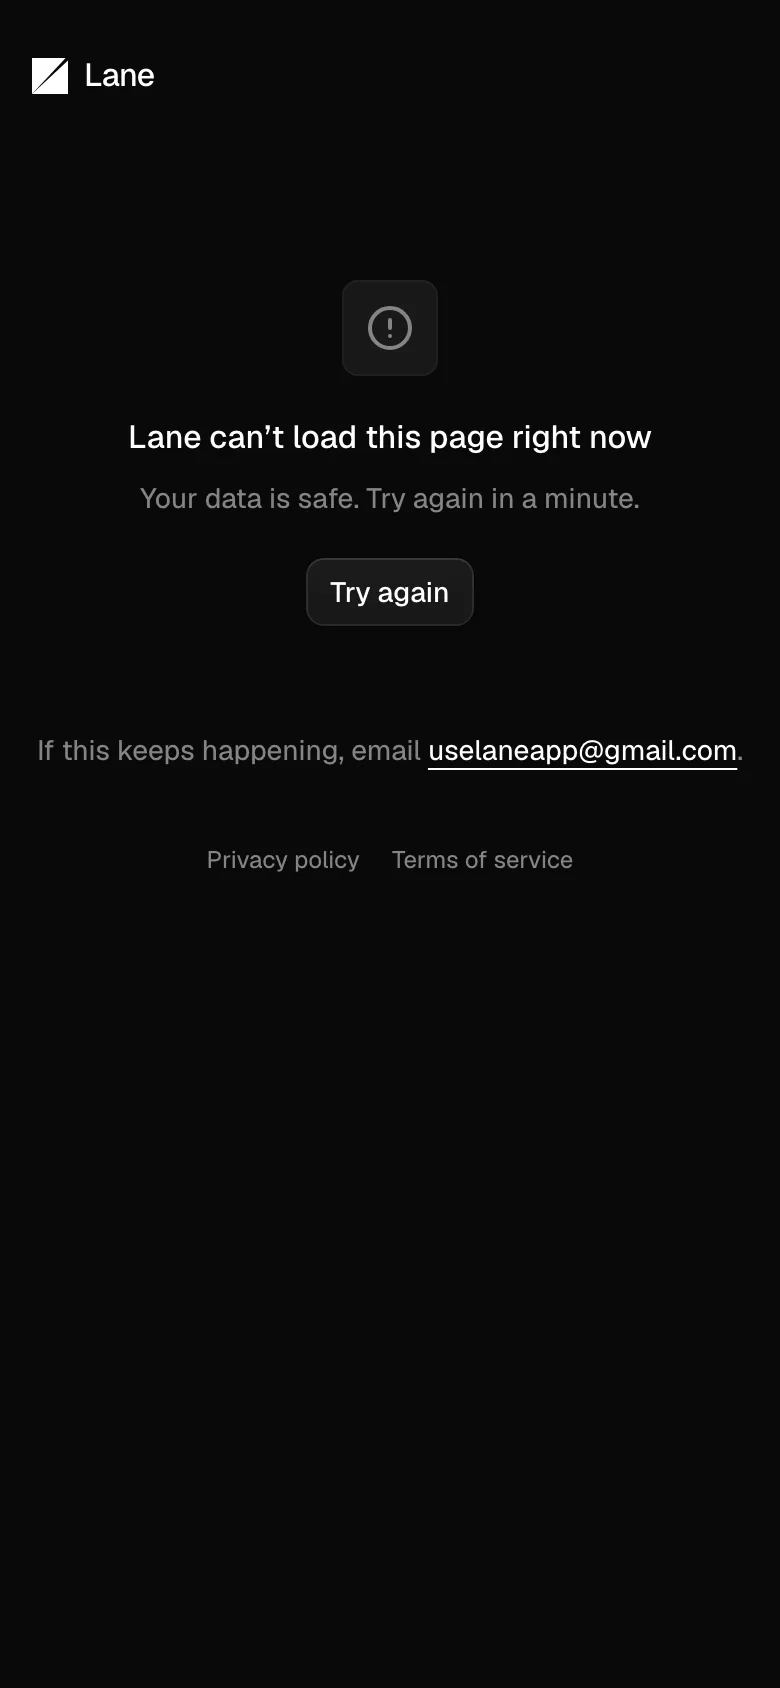 Lane
Lane can’t load this page right now
Your data is safe. Try again in a minute.
Try again
If this keeps happening, email uselaneapp@gmail.com.
Privacy policy Terms of service